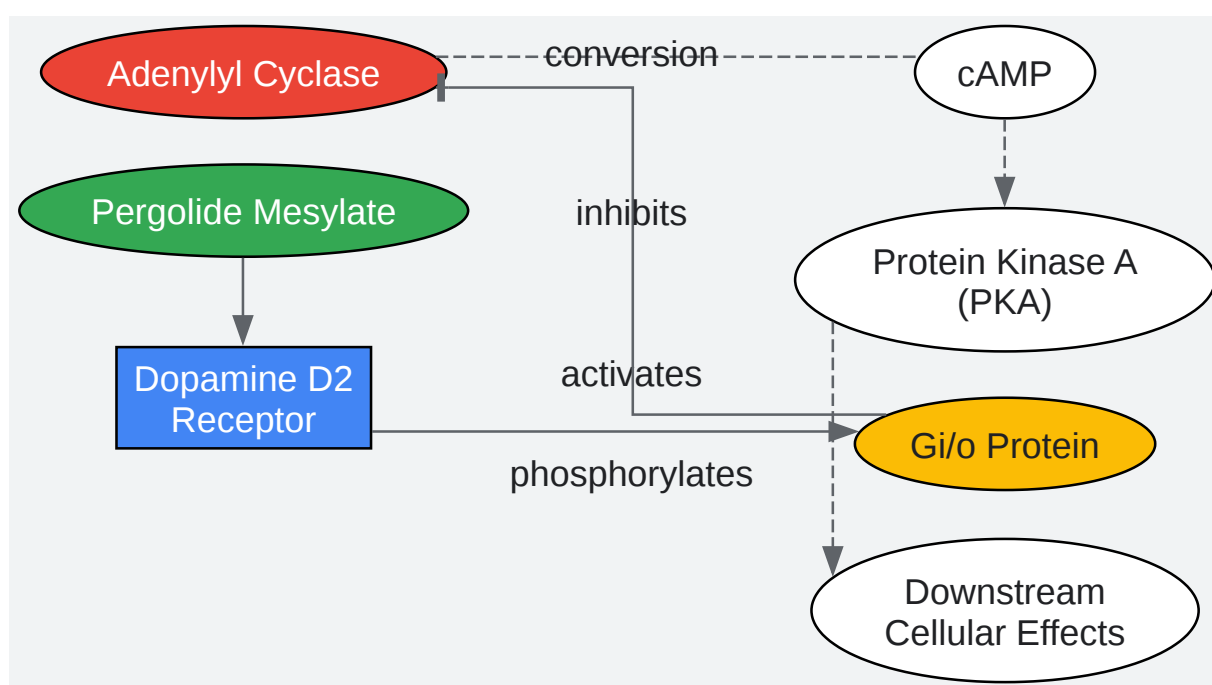 Adenylyl Cyclase
conversion
cAMP
Pergolide Mesylate
inhibits
Protein Kinase A
(PKA)
Dopamine D2
Receptor
activates
Gi/o Protein
phosphorylates
Downstream
Cellular Effects